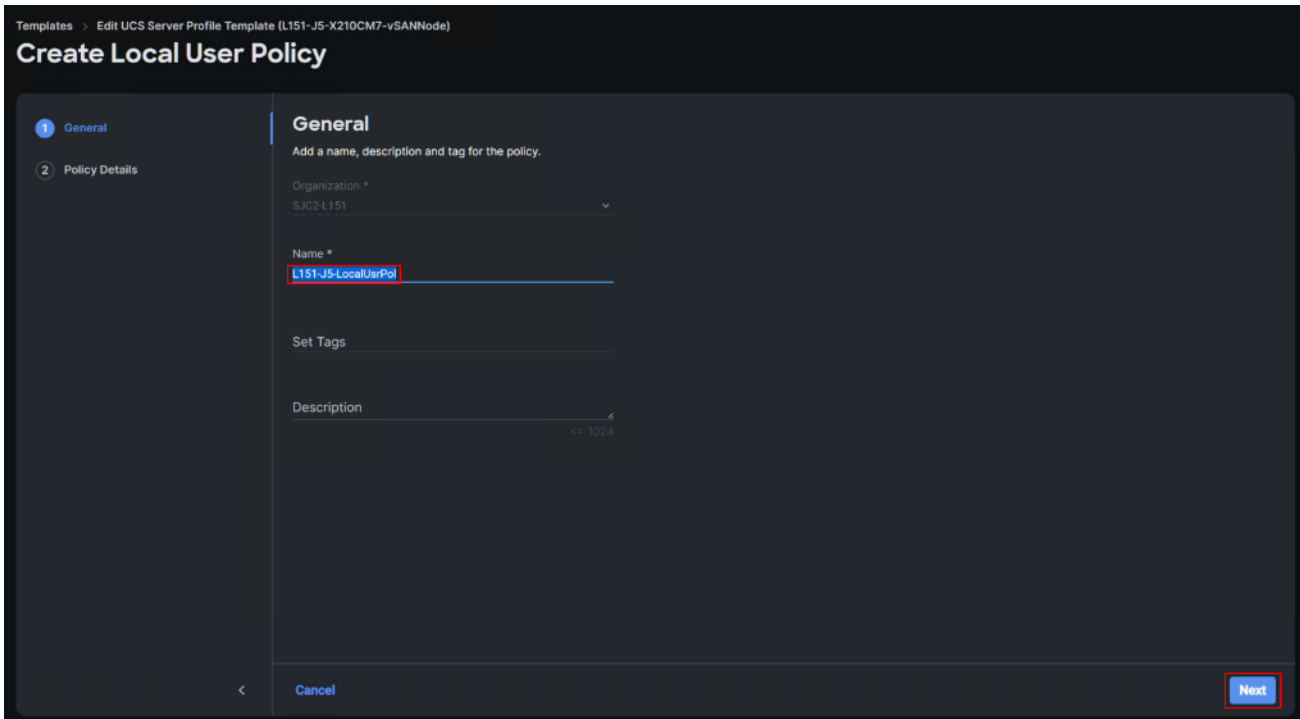 Templates > Edit UCS Server Profile Template (L151-J5-X210CM7-vSANNode)
Create Local User Policy
1 General
2 Policy Details
General
Add a name, description and tag for the policy.
Organization *
SJC2-L151
Name *
L151-J5-LocalUsrPol
Set Tags
Description
<= 1024
<
Cancel
Next